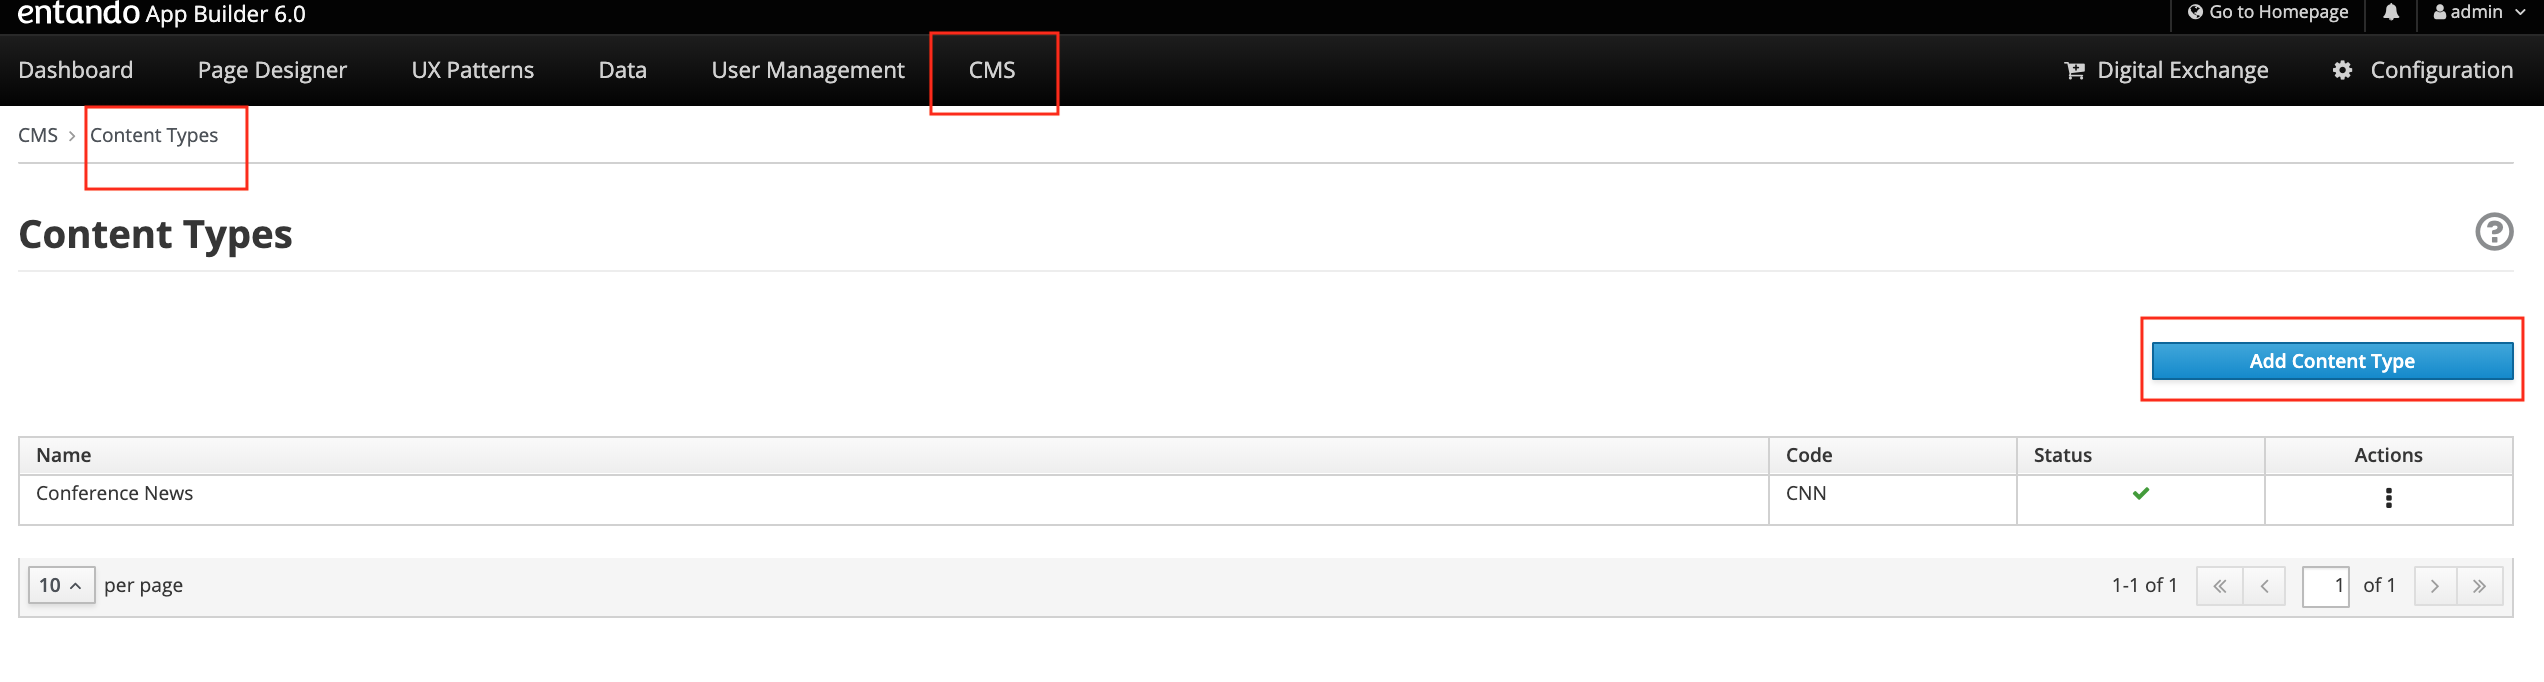 entando App Builder 6.0 Go to Homepage admin
Dashboard Page Designer UX Patterns Data User Management CMS Digital Exchange Configuration
CMS > Content Types
Content Types
Add Content Type
Name Code Status Actions
Conference News CNN
10 per page 1-1 of 1 1 of 1